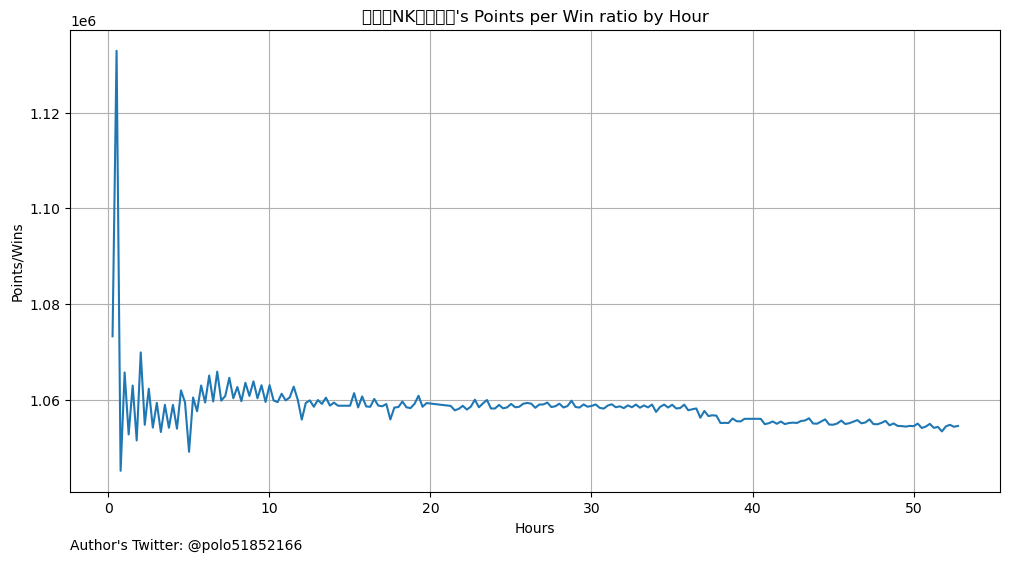 NK's Points per Win ratio by Hour
1e6
1.12
1.10
1.08
1.06
Points/Wins
0 10 20 30 40 50
Hours
Author's Twitter: @polo51852166